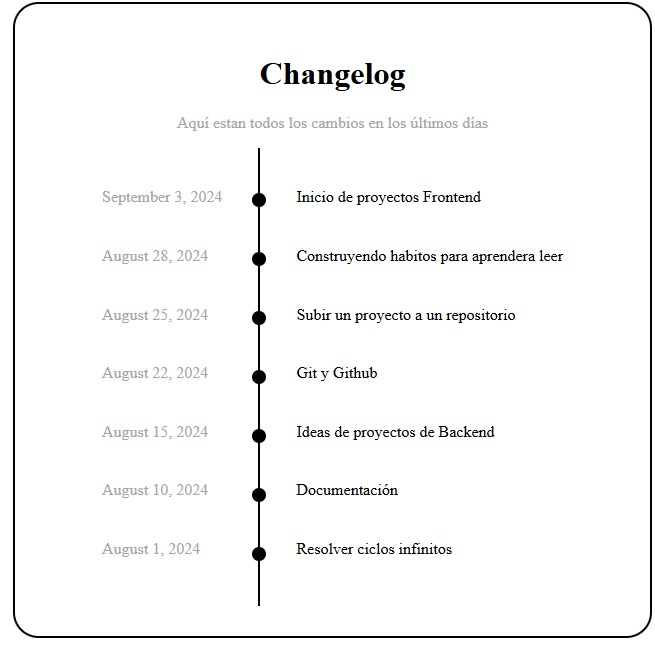 Changelog
Aquí estan todos los cambios en los últimos días
September 3, 2024 Inicio de proyectos Frontend
August 28, 2024 Construyendo habitos para aprendera leer
August 25, 2024 Subir un proyecto a un repositorio
August 22, 2024 Git y Github
August 15, 2024 Ideas de proyectos de Backend
August 10, 2024 Documentación
August 1, 2024 Resolver ciclos infinitos